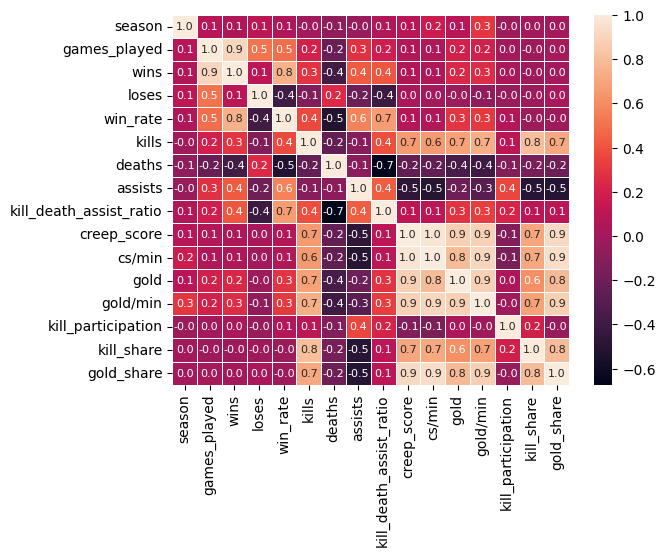 season
1.0 0.1 0.1 0.1 0.1 -0.0 -0.1 -0.0 0.1 0.1 0.2 0.1 0.3 -0.0 0.0 0.0
games_played
0.1 1.0 0.9 0.5 0.5 0.2 -0.2 0.3 0.2 0.1 0.1 0.2 0.2 0.0 -0.0 0.0
wins
0.1 0.9 1.0 0.1 0.8 0.3 -0.4 0.4 0.4 0.1 0.1 0.2 0.3 0.0 -0.0 0.0
loses
0.1 0.5 0.1 1.0 -0.4 -0.1 0.2 -0.2 -0.4 0.0 0.0 -0.0 -0.1 -0.0 -0.0 0.0
win_rate
0.1 0.5 0.8 -0.4 1.0 0.4 -0.5 0.6 0.7 0.1 0.1 0.3 0.3 0.1 -0.0 0.0
kills
-0.0 0.2 0.3 -0.1 0.4 1.0 -0.2 -0.1 0.4 0.7 0.6 0.7 0.7 0.1 0.8 0.7
deaths
-0.1 -0.2 -0.4 0.2 -0.5 -0.2 1.0 -0.1 -0.7 -0.2 -0.2 -0.4 -0.4 -0.1 -0.2 -0.2
assists
-0.0 0.3 0.4 -0.2 0.6 -0.1 -0.1 1.0 0.4 -0.5 -0.5 -0.2 -0.3 0.4 -0.5 -0.5
kill_death_assist_ratio
0.1 0.2 0.4 -0.4 0.7 0.4 -0.7 0.4 1.0 0.1 0.1 0.3 0.3 0.2 0.1 0.1
creep_score
0.1 0.1 0.1 0.0 0.1 0.7 -0.2 -0.5 0.1 1.0 1.0 0.9 0.9 -0.1 0.7 0.9
cs/min
0.2 0.1 0.1 0.0 0.1 0.6 -0.2 -0.5 0.1 1.0 1.0 0.8 0.9 -0.1 0.7 0.9
gold
0.1 0.2 0.2 -0.0 0.3 0.7 -0.4 -0.2 0.3 0.9 0.8 1.0 0.9 0.0 0.6 0.8
gold/min
0.3 0.2 0.3 -0.1 0.3 0.7 -0.4 -0.3 0.3 0.9 0.9 0.9 1.0 -0.0 0.7 0.9
kill_participation
-0.0 0.0 0.0 -0.0 0.1 0.1 -0.1 0.4 0.2 -0.1 -0.1 0.0 -0.0 1.0 0.2 -0.0
kill_share
0.0 -0.0 -0.0 -0.0 -0.0 0.8 -0.2 -0.5 0.1 0.7 0.7 0.6 0.7 0.2 1.0 0.8
gold_share
0.0 0.0 0.0 0.0 0.0 0.7 -0.2 -0.5 0.1 0.9 0.9 0.8 0.9 -0.0 0.8 1.0
season
games_played
wins
loses
win_rate
kills
deaths
assists
kill_death_assist_ratio
creep_score
cs/min
gold
gold/min
kill_participation
kill_share
gold_share
1.0
0.8
0.6
0.4
0.2
0.0
−0.2
−0.4
−0.6